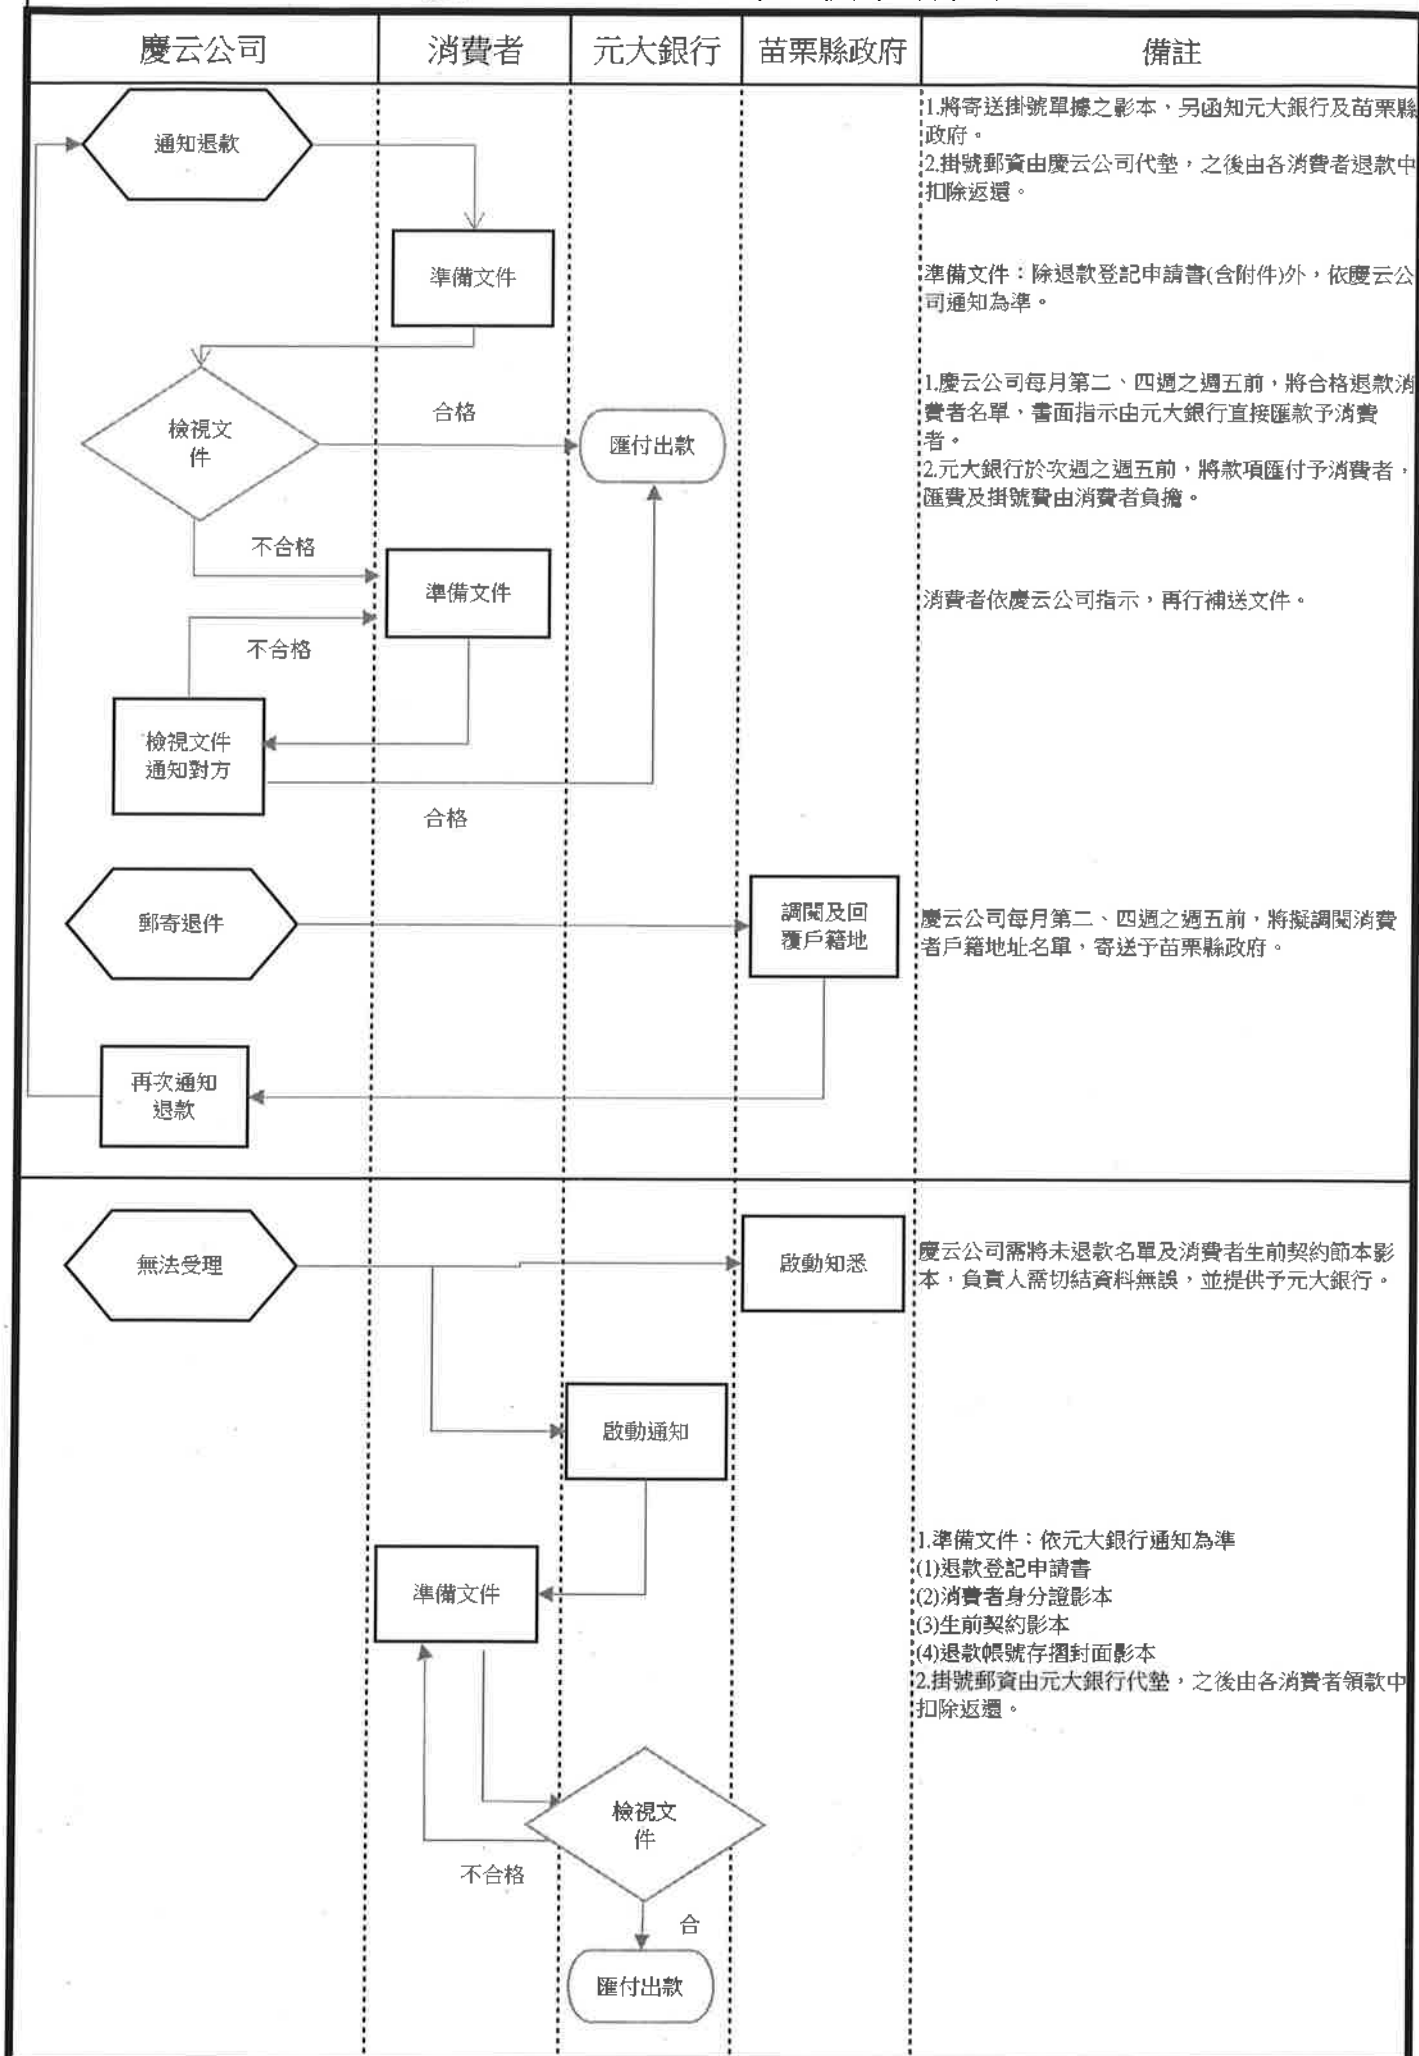 慶云公司
消費者
元大銀行
苗栗縣政府
備註
通知退款
1.將寄送掛號單據之影本，另函知元大銀行及苗栗縣
政府。
2.掛號郵資由慶云公司代墊，之後由各消費者退款中
扣除返還。
準備文件
準備文件：除退款登記申請書(含附件)外，依慶云公
司通知為準。
檢視文
件
合格
匯付出款
1.慶云公司每月第二、四週之週五前，將合格退款消
費者名單，書面指示由元大銀行直接匯款予消費
者。
2.元大銀行於次週之週五前，將款項匯付予消費者，
匯費及掛號費由消費者負擔。
不合格
準備文件
消費者依慶云公司指示，再行補送文件。
不合格
檢視文件
通知對方
合格
郵寄退件
調閱及回
覆戶籍地
慶云公司每月第二、四週之週五前，將擬調閱消費
者戶籍地址名單，寄送予苗栗縣政府。
再次通知
退款
無法受理
啟動知悉
慶云公司需將未退款名單及消費者生前契約節本影
本，負責人需切結資料無誤，並提供予元大銀行。
啟動通知
準備文件
1.準備文件：依元大銀行通知為準
(1)退款登記申請書
(2)消費者身分證影本
(3)生前契約影本
(4)退款帳號存摺封面影本
2.掛號郵資由元大銀行代墊，之後由各消費者領款中
扣除返還。
檢視文
件
不合格
合
匯付出款